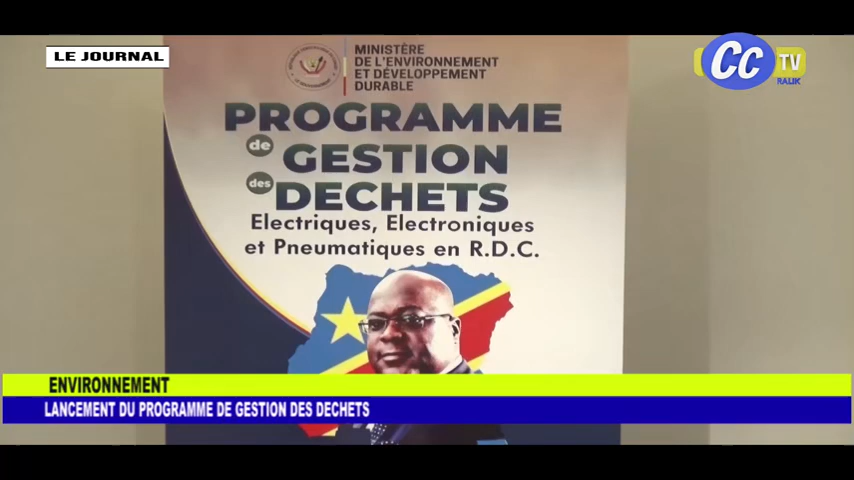 LE JOURNAL
CC TV
RALIK
MINISTÈRE
DE L'ENVIRONNEMENT
ET DÉVELOPPEMENT
DURABLE
PROGRAMME
de GESTION
des DECHETS
Electriques, Electroniques
et Pneumatiques en R.D.C.
ENVIRONNEMENT
LANCEMENT DU PROGRAMME DE GESTION DES DECHETS